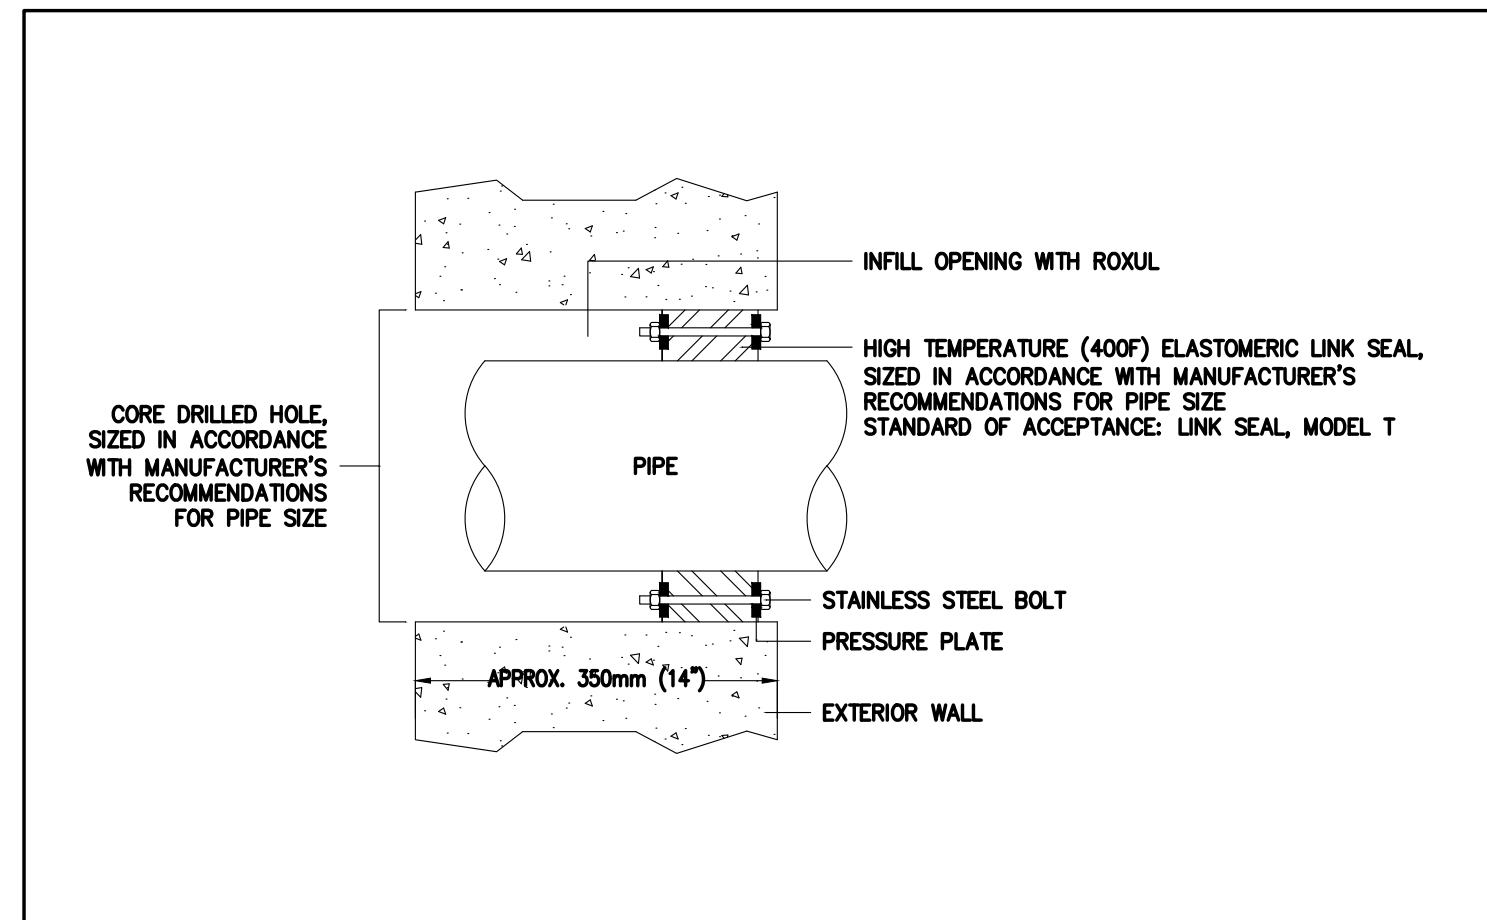 INFILL OPENING WITH ROXUL
HIGH TEMPERATURE (400F) ELASTOMERIC LINK SEAL,
SIZED IN ACCORDANCE WITH MANUFACTURER'S
RECOMMENDATIONS FOR PIPE SIZE
STANDARD OF ACCEPTANCE: LINK SEAL, MODEL T
CORE DRILLED HOLE,
SIZED IN ACCORDANCE
WITH MANUFACTURER'S
RECOMMENDATIONS
FOR PIPE SIZE
PIPE
STAINLESS STEEL BOLT
PRESSURE PLATE
APPROX. 350mm (14")
EXTERIOR WALL